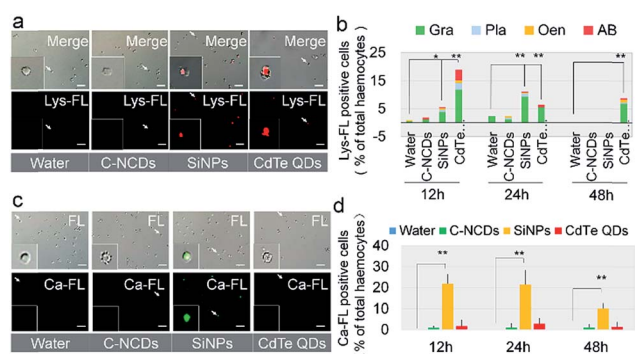 a
Merge Merge Merge Merge
Lys-FL Lys-FL Lys-FL Lys-FL
Water C-NCDs SiNPs CdTe QDs
b
Gra Pla Oen AB
Lys-FL positive cells
( % of total haemocytes )
25
15
5
-5
Water C-NCDs SiNPs CdTe... Water C-NCDs SiNPs CdTe... Water C-NCDs SiNPs CdTe...
* ** ** ** **
12h 24h 48h
c
FL FL FL FL
Ca-FL Ca-FL Ca-FL Ca-FL
Water C-NCDs SiNPs CdTe QDs
d
Water C-NCDs SiNPs CdTe QDs
Ca-FL positive cells
% of total haemocytes )
40
30
20
10
0
** ** **
12h 24h 48h